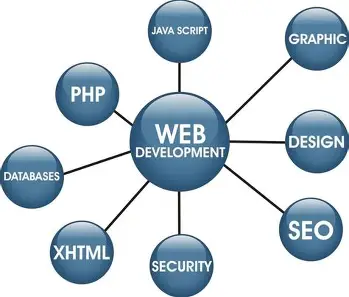 JAVA SCRIPT
GRAPHIC
PHP
WEB
DEVELOPMENT
DESIGN
DATABASES
SEO
XHTML
SECURITY